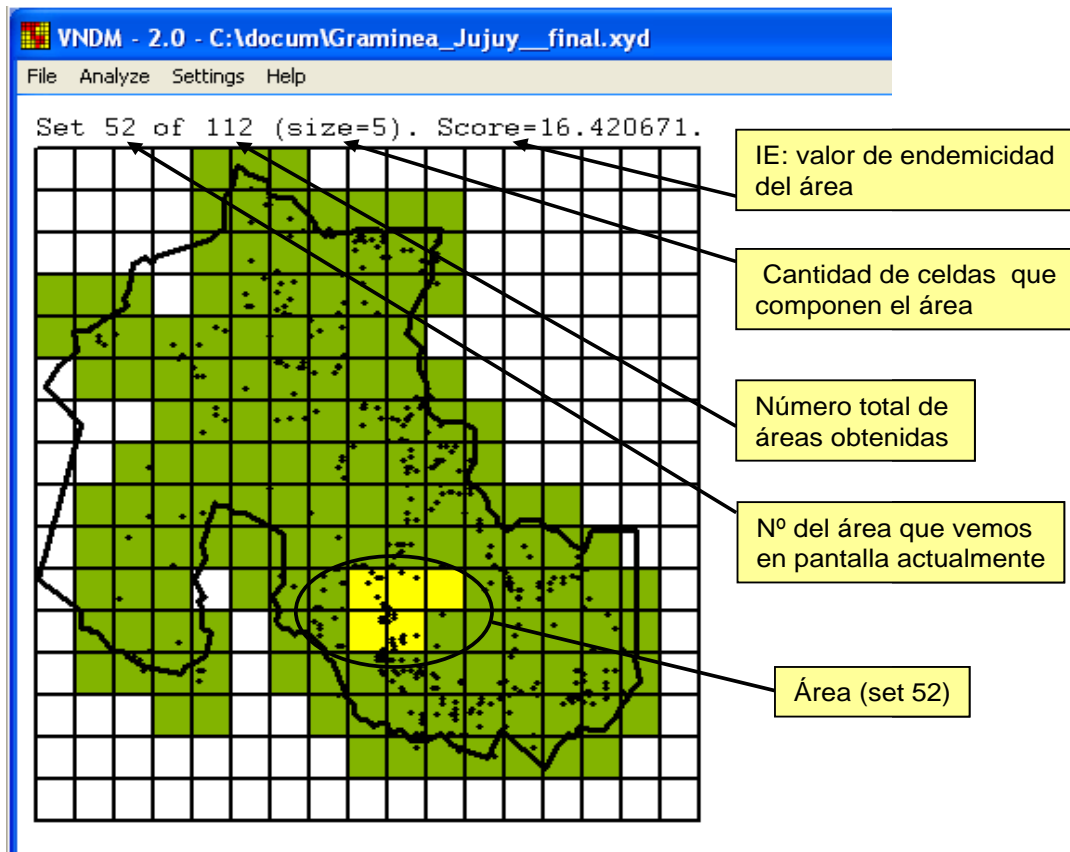 VNDM - 2.0 - C:\docum\Graminea_Jujuy__final.xyd
File Analyze Settings Help
Set 52 of 112 (size=5). Score=16.420671.
IE: valor de endemicidad
del área
Cantidad de celdas que
componen el área
Número total de
áreas obtenidas
Nº del área que vemos
en pantalla actualmente
Área (set 52)